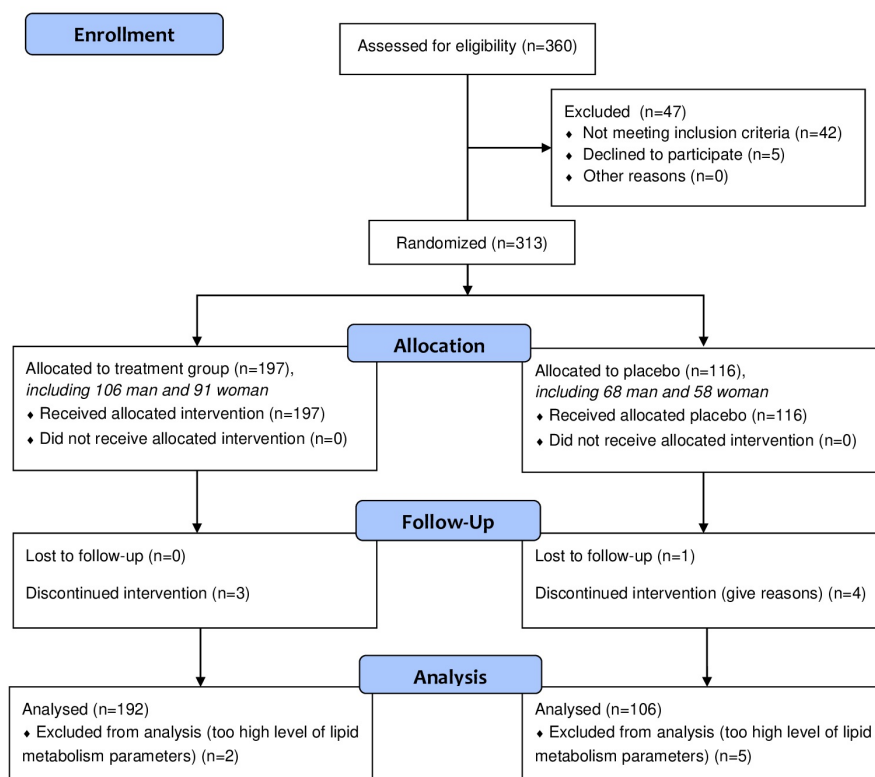 Enrollment
Assessed for eligibility (n=360)
Excluded (n=47)
♦ Not meeting inclusion criteria (n=42)
♦ Declined to participate (n=5)
♦ Other reasons (n=0)
Randomized (n=313)
Allocation
Allocated to treatment group (n=197),
including 106 man and 91 woman
♦ Received allocated intervention (n=197)
♦ Did not receive allocated intervention (n=0)
Allocated to placebo (n=116),
including 68 man and 58 woman
♦ Received allocated placebo (n=116)
♦ Did not receive allocated intervention (n=0)
Follow-Up
Lost to follow-up (n=0)
Discontinued intervention (n=3)
Lost to follow-up (n=1)
Discontinued intervention (give reasons) (n=4)
Analysis
Analysed (n=192)
♦ Excluded from analysis (too high level of lipid
metabolism parameters) (n=2)
Analysed (n=106)
♦ Excluded from analysis (too high level of lipid
metabolism parameters) (n=5)